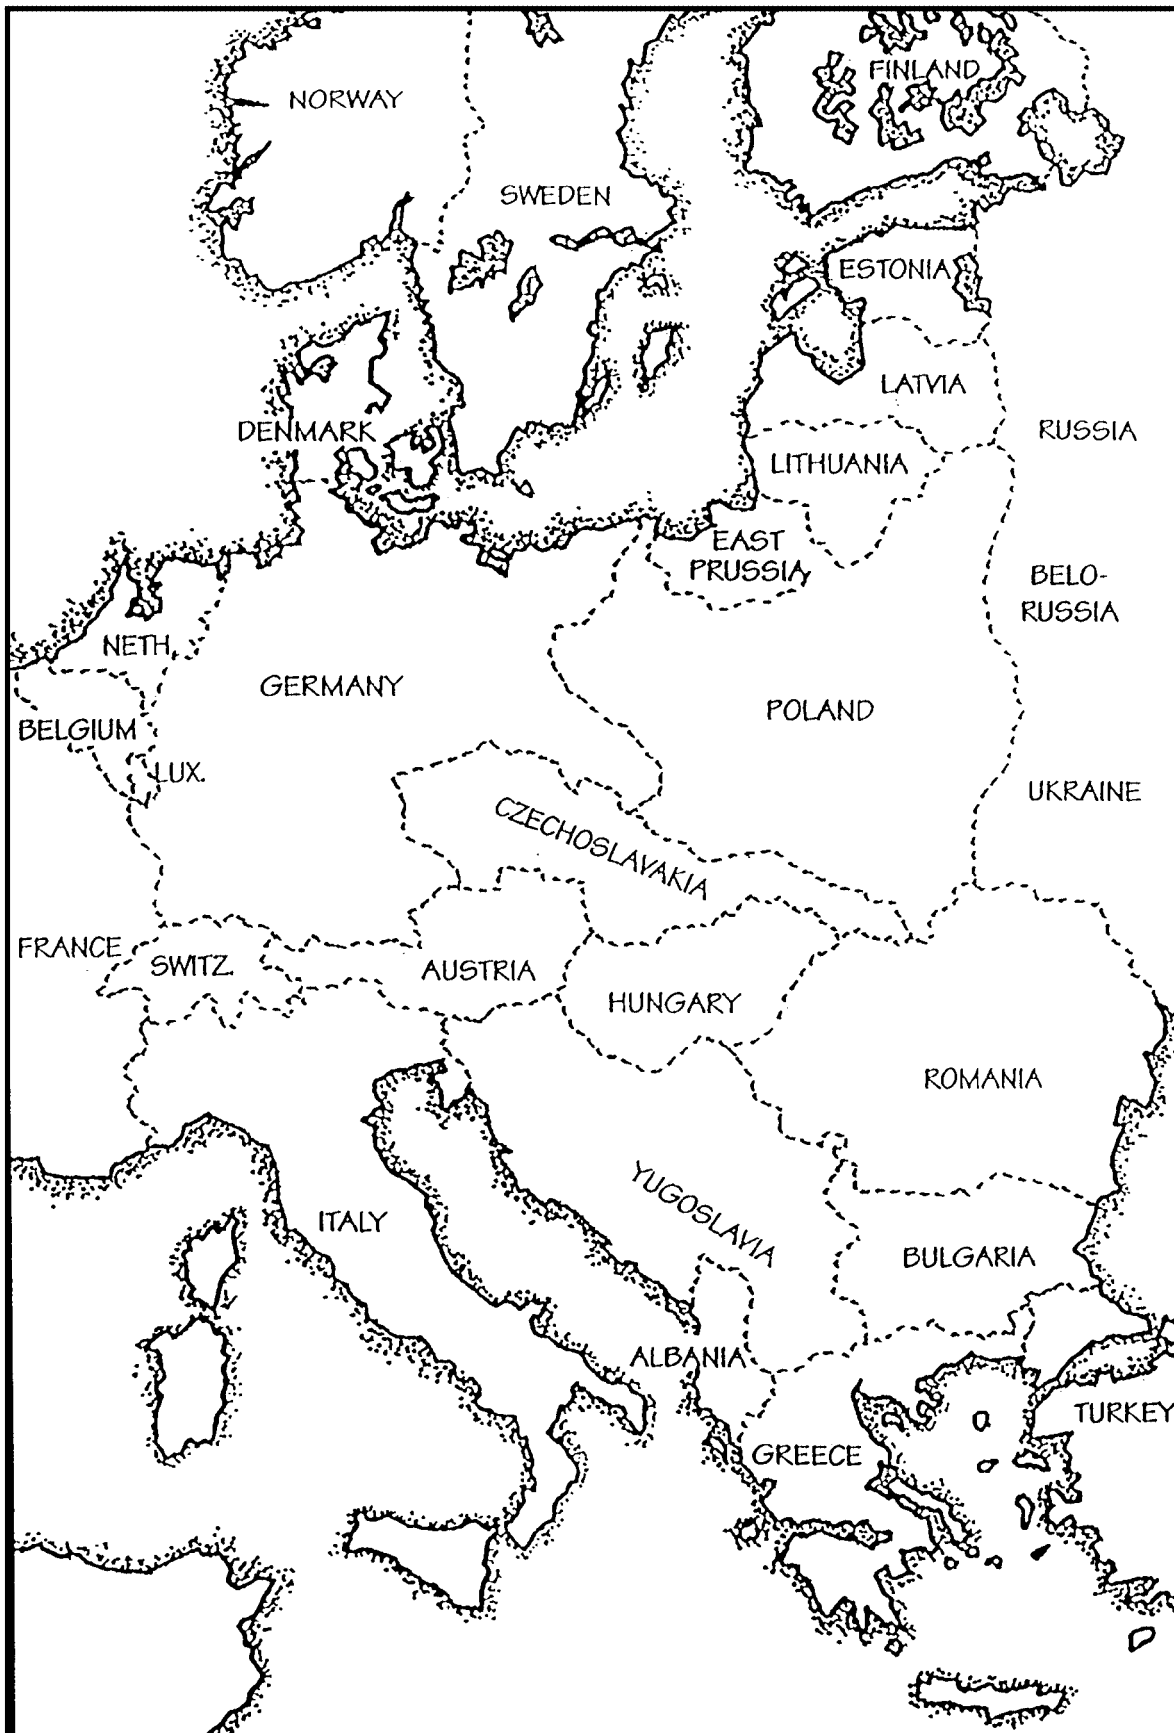 FINLAND
NORWAY
SWEDEN
ESTONIA
LATVIA
RUSSIA
DENMARK
LITHUANIA
EAST
PRUSSIA
BELO-
RUSSIA
NETH.
GERMANY
POLAND
BELGIUM
LUX.
UKRAINE
CZECHOSLAVAKIA
FRANCE
SWITZ.
AUSTRIA
HUNGARY
ROMANIA
YUGOSLAVIA
ITALY
BULGARIA
ALBANIA
TURKEY
GREECE